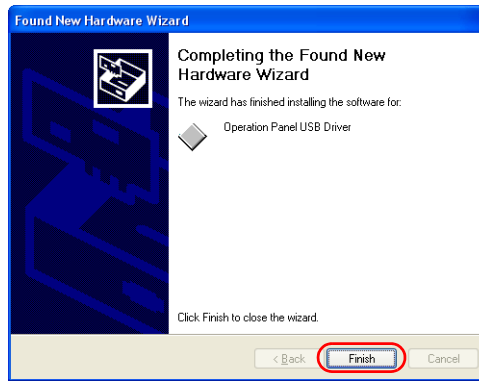 Found New Hardware Wizard
Completing the Found New
Hardware Wizard
The wizard has finished installing the software for:
Operation Panel USB Driver
Click Finish to close the wizard.
< Back Finish Cancel